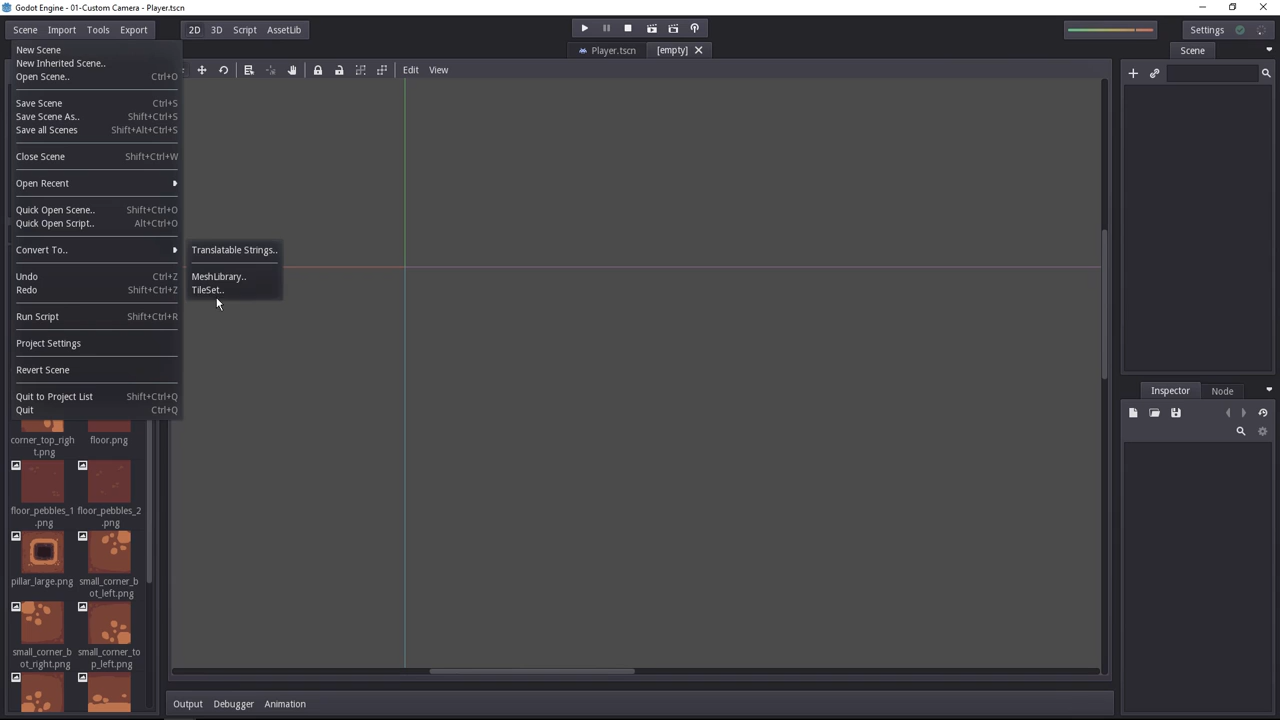 Godot Engine - 01-Custom Camera - Player.tscn
Scene Import Tools Export 2D 3D Script AssetLib Settings
Player.tscn [empty] Scene
New Scene
New Inherited Scene..
Open Scene.. Ctrl+O
Edit View
Save Scene Ctrl+S
Save Scene As.. Shift+Ctrl+S
Save all Scenes Shift+Alt+Ctrl+S
Close Scene Shift+Ctrl+W
Open Recent
Quick Open Scene.. Shift+Ctrl+O
Quick Open Script.. Alt+Ctrl+O
Convert To..
Translatable Strings..
MeshLibrary..
TileSet..
Undo Ctrl+Z
Redo Shift+Ctrl+Z
Run Script Shift+Ctrl+R
Project Settings
Revert Scene
Quit to Project List Shift+Ctrl+Q
Quit Ctrl+Q
Inspector Node
corner_top_righ
t.png
floor.png
floor_pebbles_1
.png
floor_pebbles_2
.png
pillar_large.png
small_corner_b
ot_left.png
small_corner_b
ot_right.png
small_corner_to
p_left.png
Output Debugger Animation